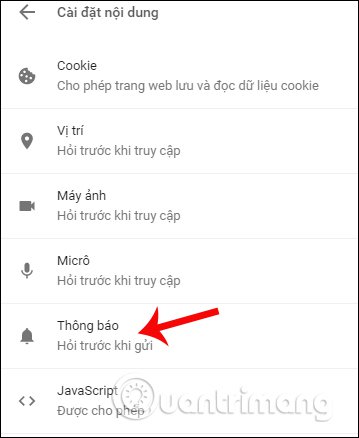 Cài đặt nội dung
Cookie
Cho phép trang web lưu và đọc dữ liệu cookie
Vị trí
Hỏi trước khi truy cập
Máy ảnh
Hỏi trước khi truy cập
Micrô
Hỏi trước khi truy cập
Thông báo
Hỏi trước khi gửi
JavaScript
Được cho phép
Quantrimang